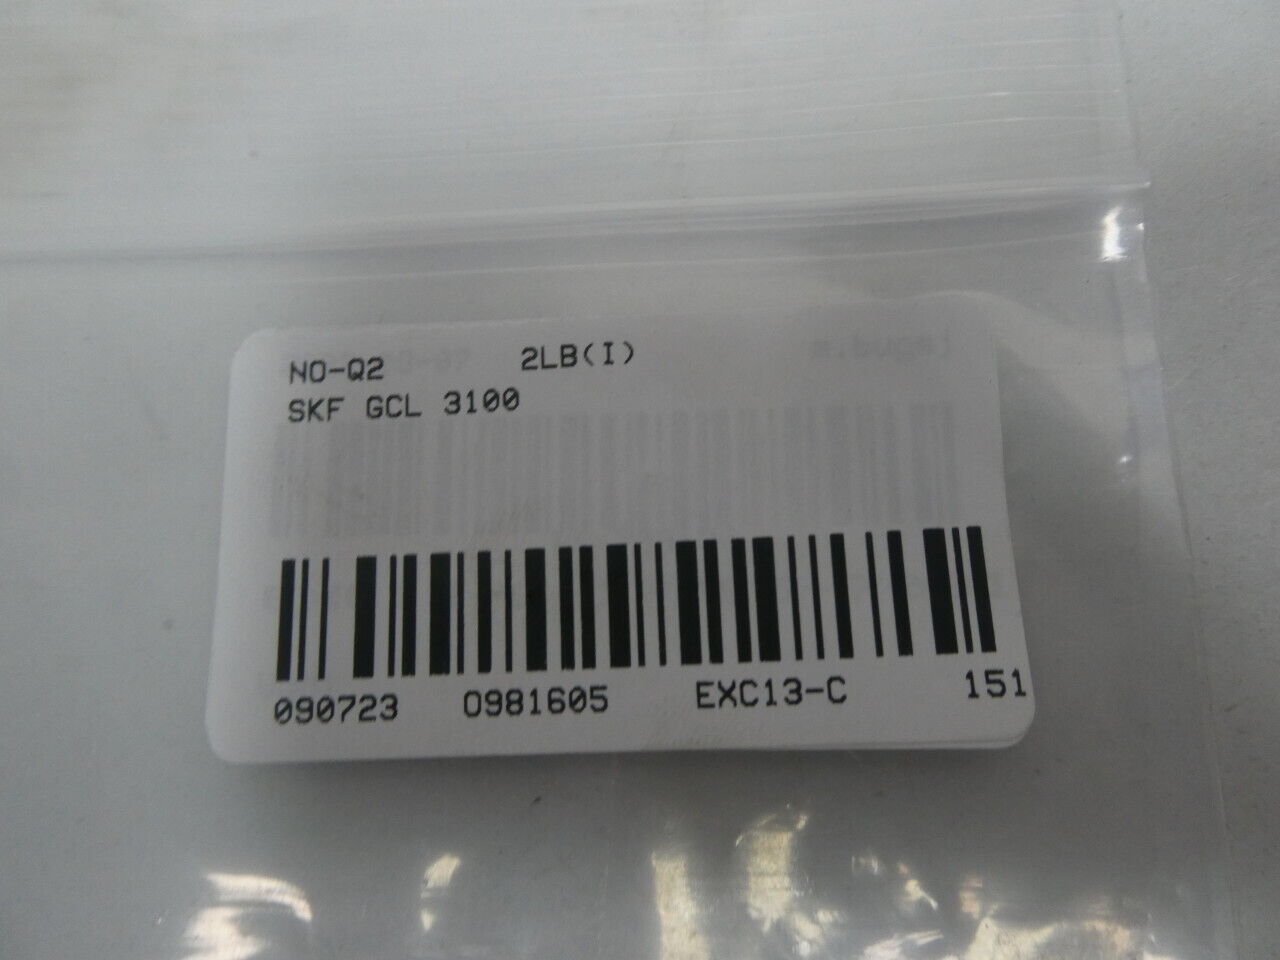 NO-Q2 2LB(I)
SKF GCL 3100
090723 0981605 EXC13-C 151